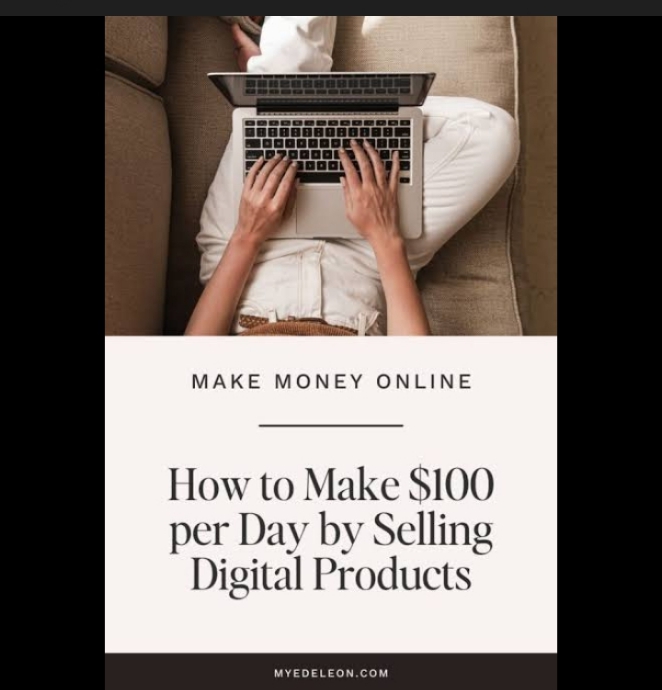 MAKE MONEY ONLINE
How to Make $100
per Day by Selling
Digital Products
MYEDELEON.COM